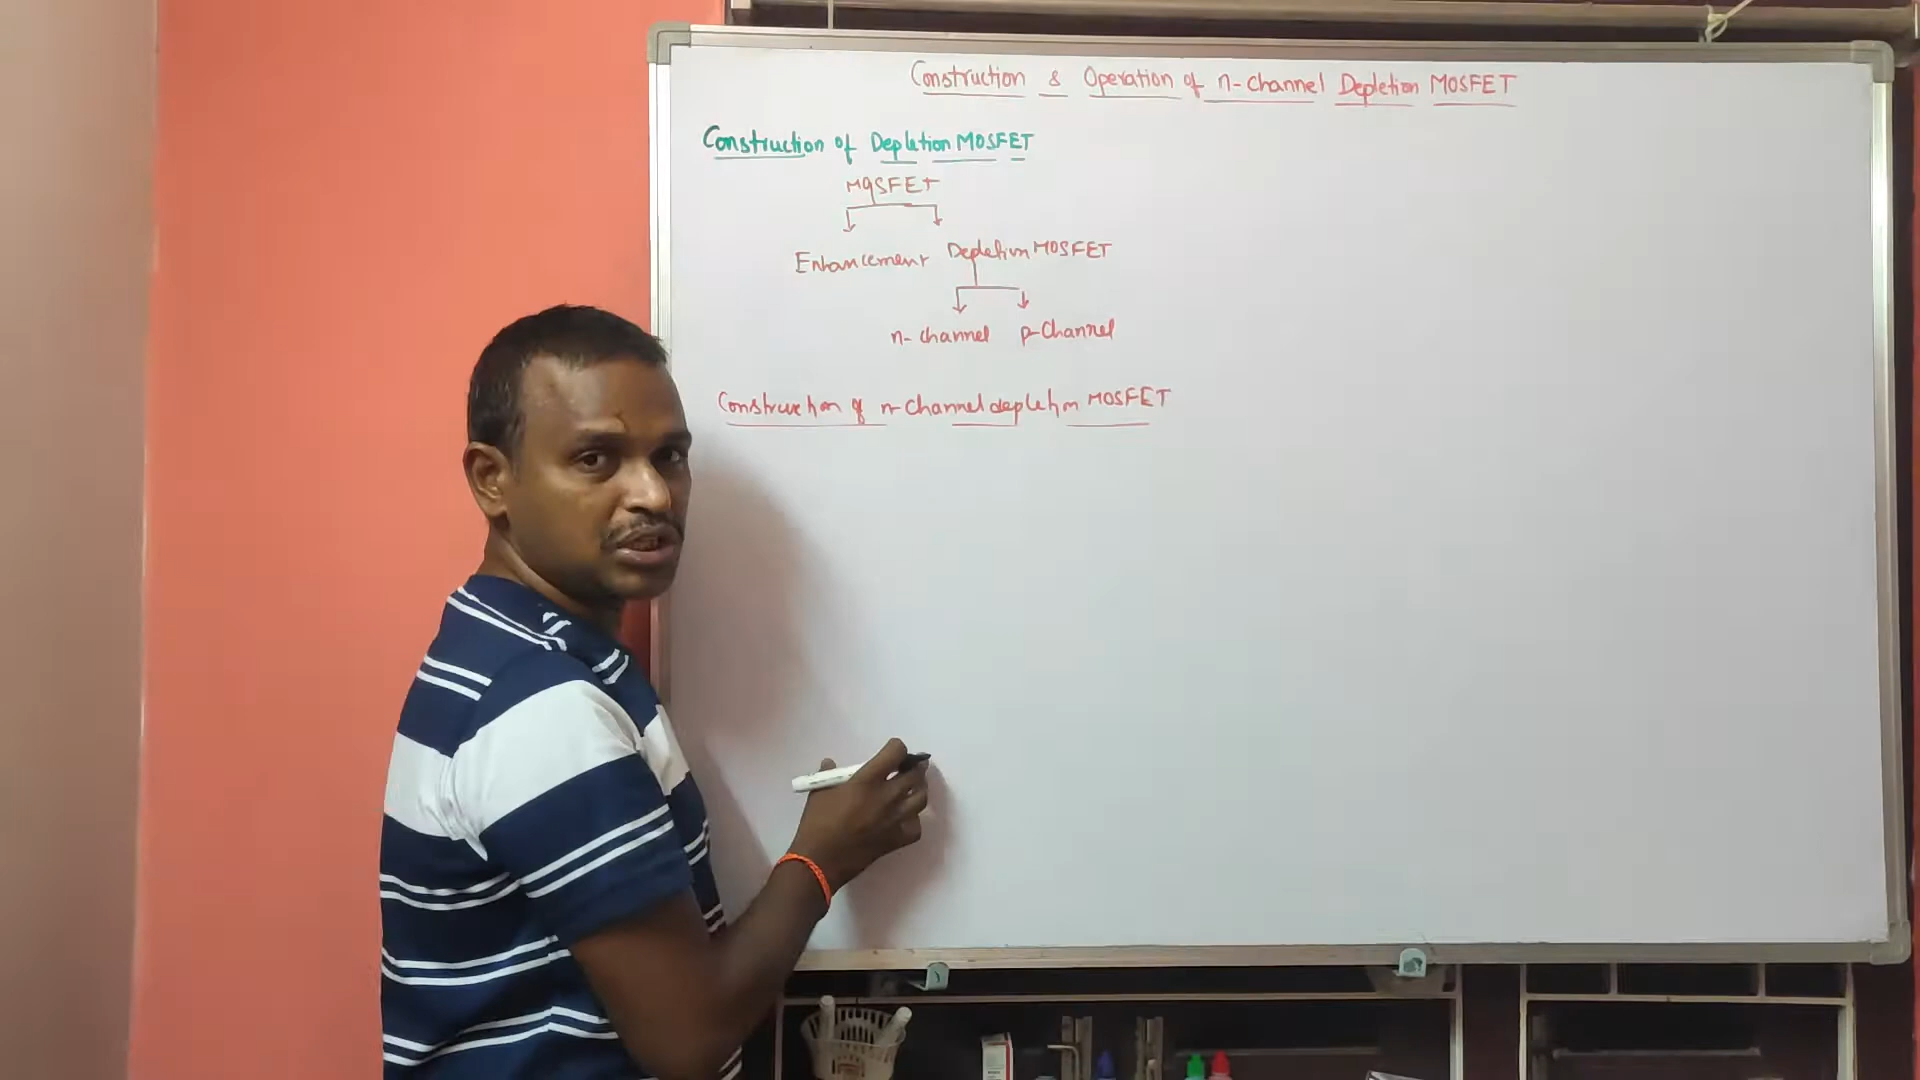 Construction & Operation of n-channel Depletion MOSFET
Construction of Depletion MOSFET
MOSFET
Enhancement Depletion MOSFET
n-channel p-Channel
Construction of n-Channel depletion MOSFET